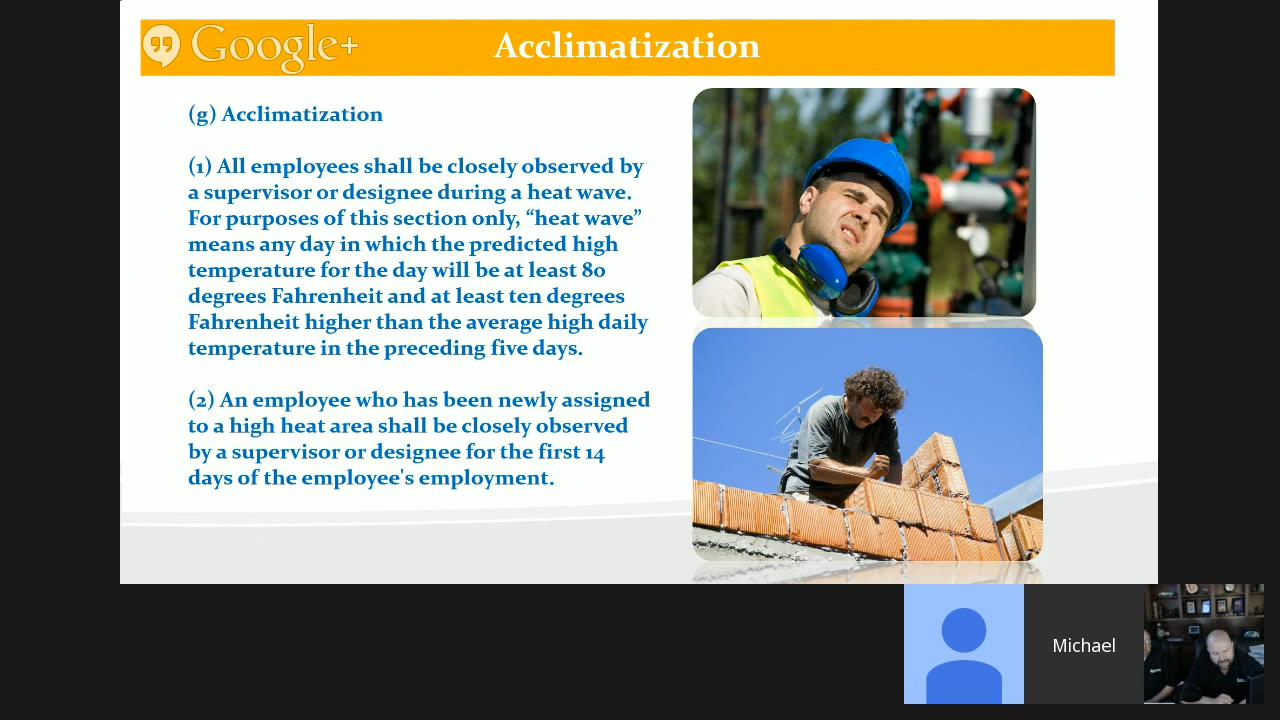 Google+
Acclimatization
(g) Acclimatization
(1) All employees shall be closely observed by
a supervisor or designee during a heat wave.
For purposes of this section only, “heat wave”
means any day in which the predicted high
temperature for the day will be at least 80
degrees Fahrenheit and at least ten degrees
Fahrenheit higher than the average high daily
temperature in the preceding five days.
(2) An employee who has been newly assigned
to a high heat area shall be closely observed
by a supervisor or designee for the first 14
days of the employee's employment.
Michael